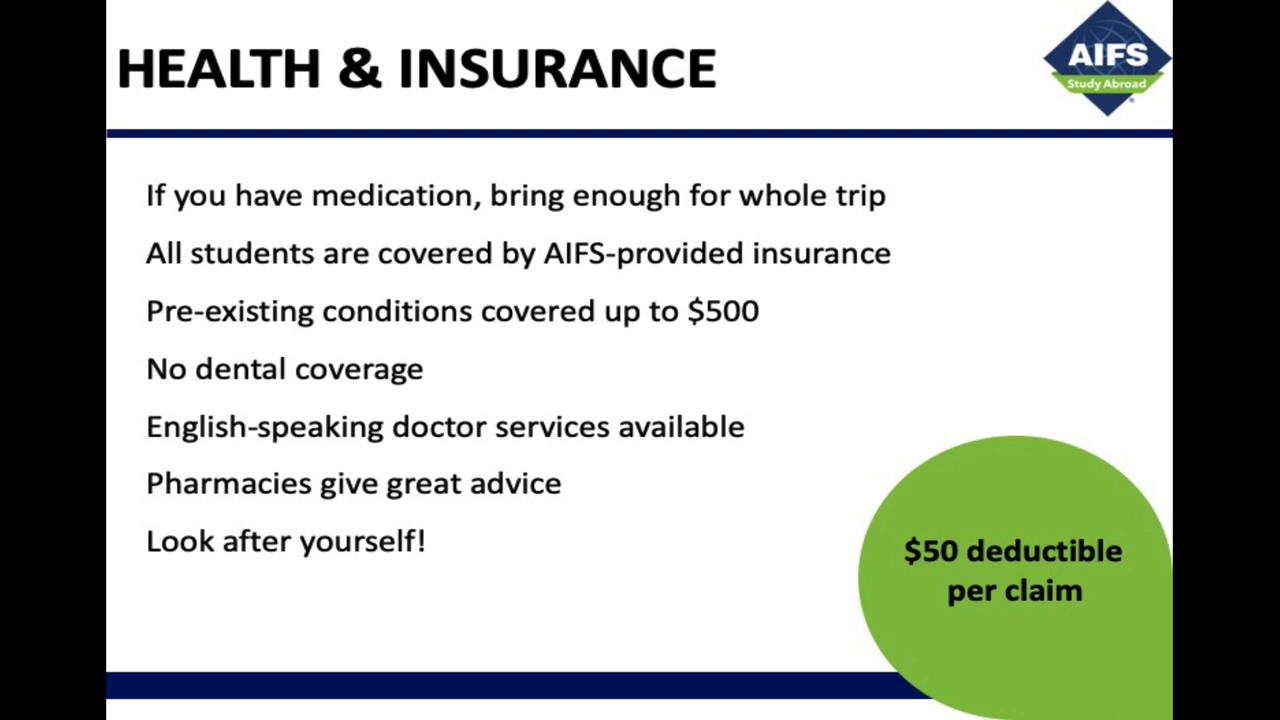 HEALTH & INSURANCE
AIFS
Study Abroad
®
If you have medication, bring enough for whole trip
All students are covered by AIFS-provided insurance
Pre-existing conditions covered up to $500
No dental coverage
English-speaking doctor services available
Pharmacies give great advice
Look after yourself!
$50 deductible
per claim